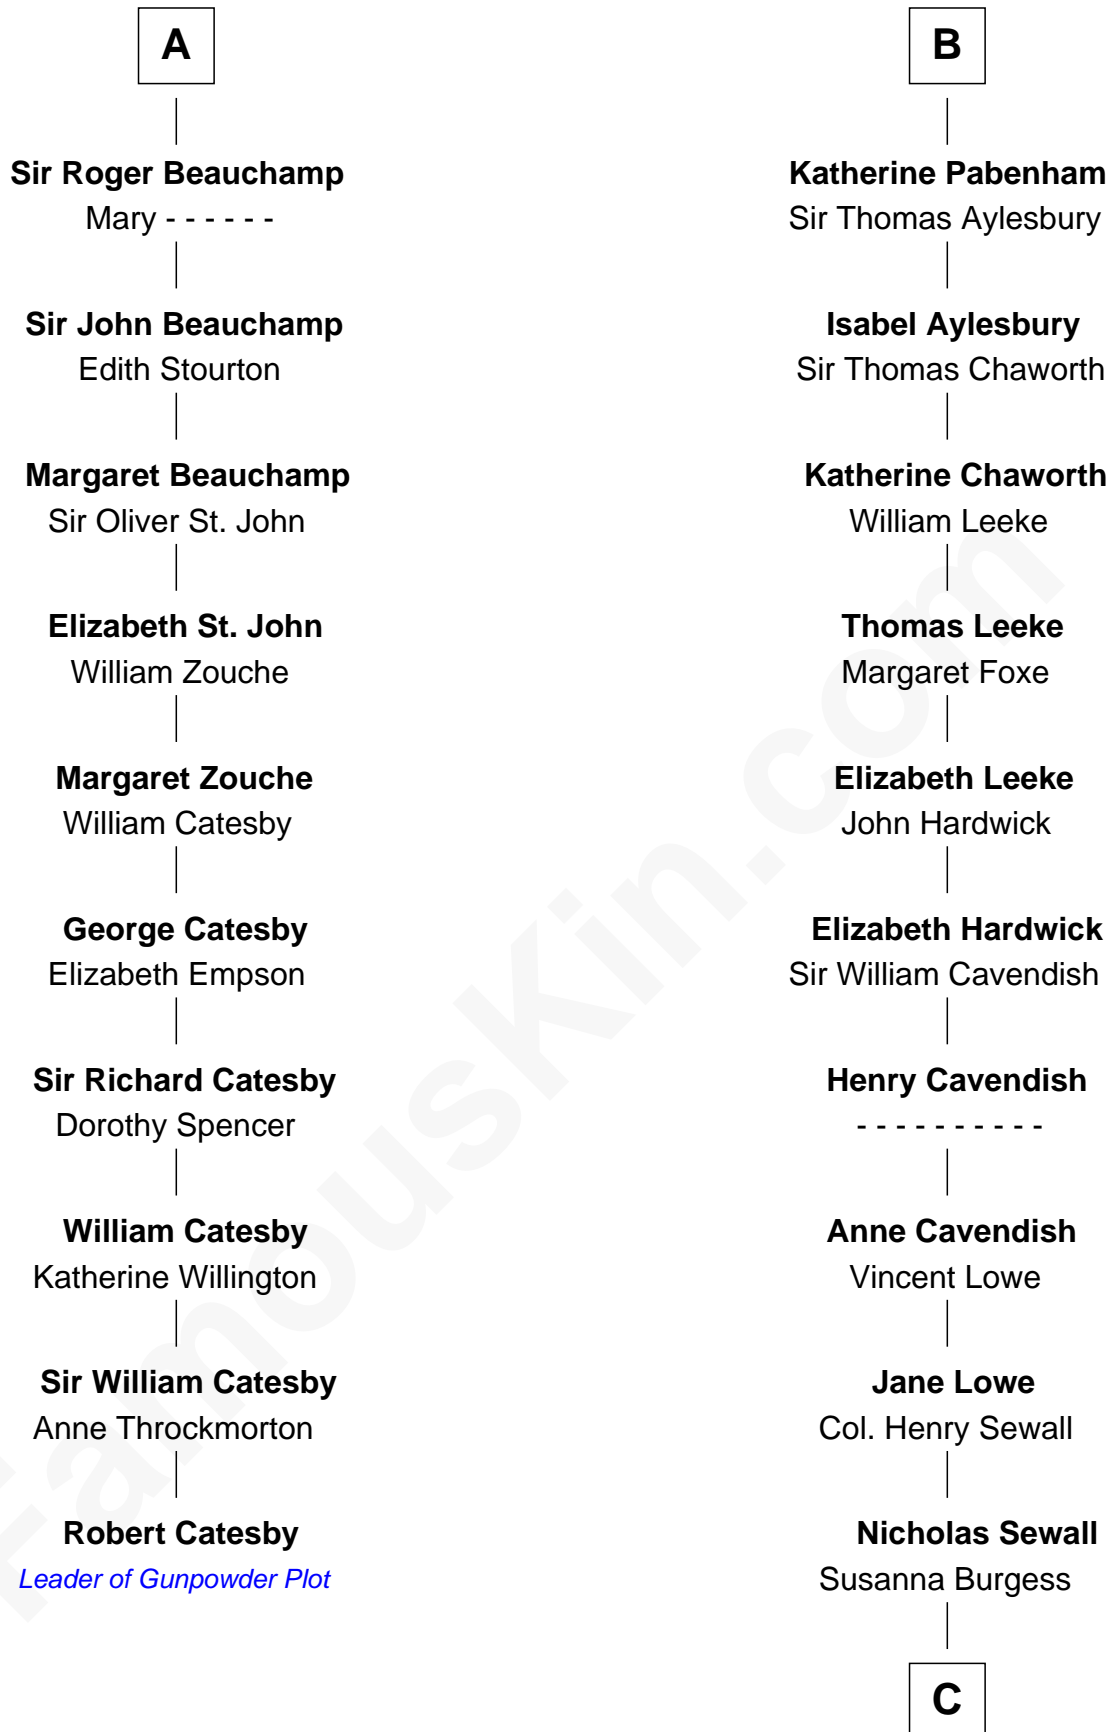 A
Sir Roger Beauchamp
Mary - - - - - -
Sir John Beauchamp
Edith Stourton
Margaret Beauchamp
Sir Oliver St. John
Elizabeth St. John
William Zouche
Margaret Zouche
William Catesby
George Catesby
Elizabeth Empson
Sir Richard Catesby
Dorothy Spencer
William Catesby
Katherine Willington
Sir William Catesby
Anne Throckmorton
Robert Catesby
Leader of Gunpowder Plot
B
Katherine Pabenham
Sir Thomas Aylesbury
Isabel Aylesbury
Sir Thomas Chaworth
Katherine Chaworth
William Leeke
Thomas Leeke
Margaret Foxe
Elizabeth Leeke
John Hardwick
Elizabeth Hardwick
Sir William Cavendish
Henry Cavendish
- - - - - - - - - -
Anne Cavendish
Vincent Lowe
Jane Lowe
Col. Henry Sewall
Nicholas Sewall
Susanna Burgess
C
FamousKin.com